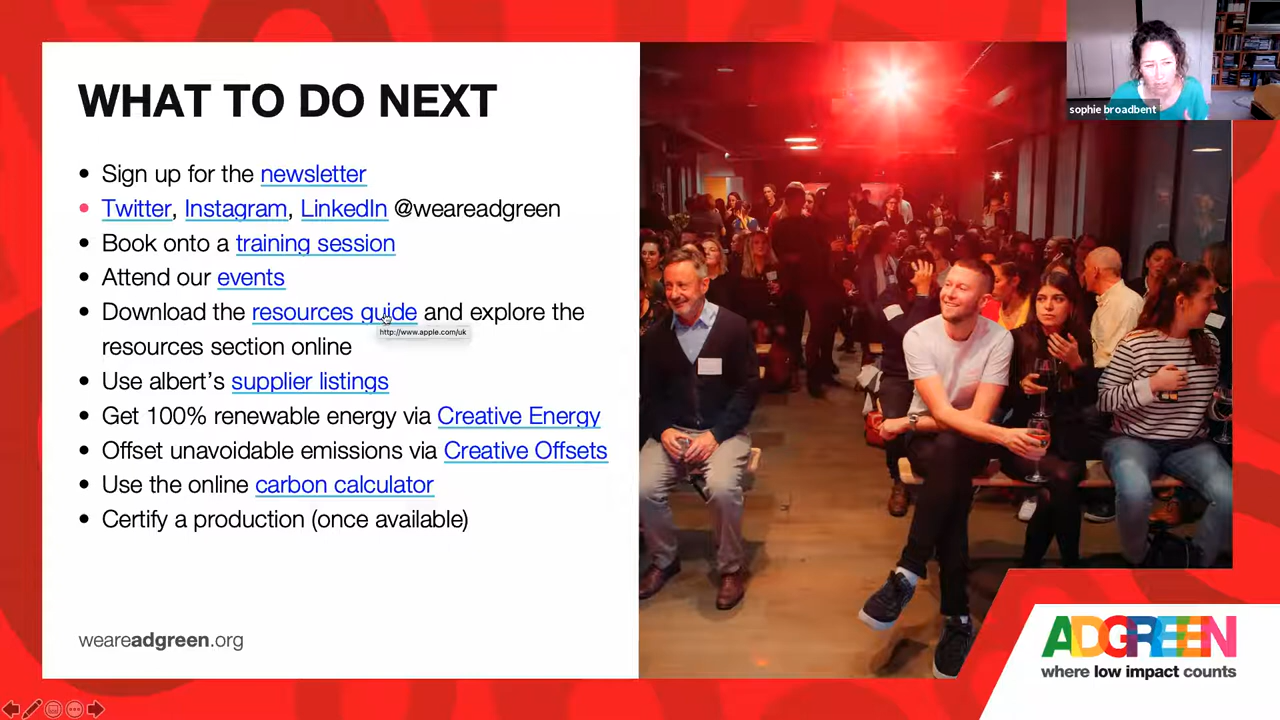 WHAT TO DO NEXT
sophie broadbent
• Sign up for the newsletter
• Twitter, Instagram, LinkedIn @weareadgreen
• Book onto a training session
• Attend our events
• Download the resources guide and explore the
http://www.apple.com/uk
resources section online
• Use albert’s supplier listings
• Get 100% renewable energy via Creative Energy
• Offset unavoidable emissions via Creative Offsets
• Use the online carbon calculator
• Certify a production (once available)
weareadgreen.org
ADGREEN
where low impact counts